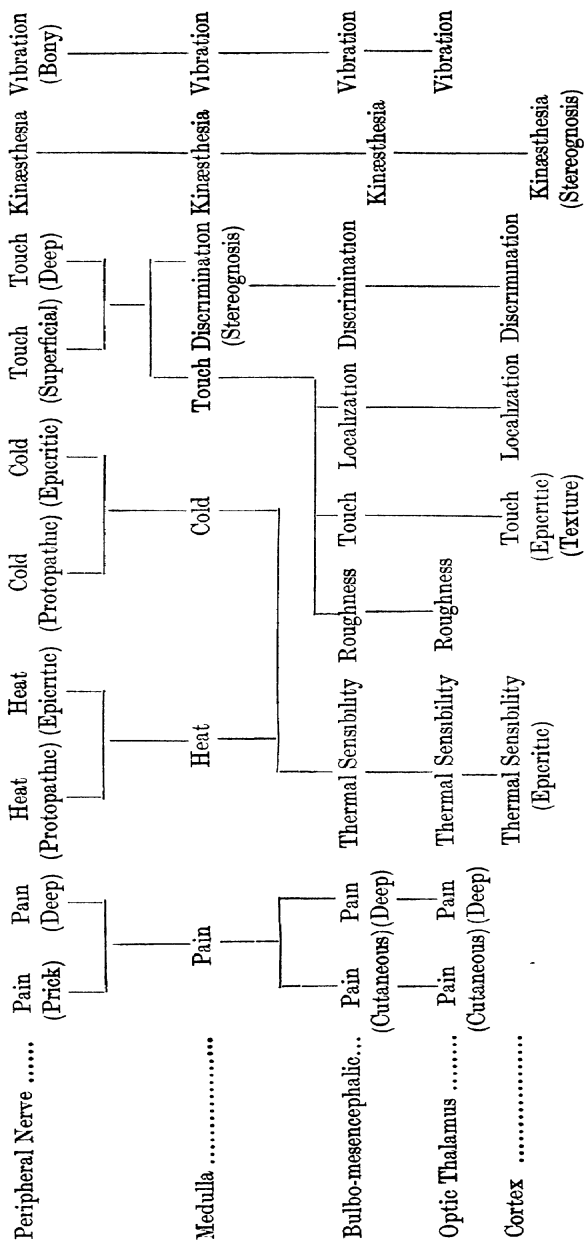 Peripheral Nerve ...... Pain Pain Heat Heat Cold Cold Touch Touch Kinæsthesia Vibration
(Prick) (Deep) (Protopathic) (Epicritic) (Protopathic) (Epicritic) (Superficial) (Deep) (Bony)
Medulla .................. Pain Heat Cold Touch Discrimination Kinæsthesia Vibration
(Stereognosis)
Bulbo-mesencephalic... Pain Pain Thermal Sensibility Roughness Touch Localization Discrimination Kinæsthesia Vibration
(Cutaneous) (Deep)
Optic Thalamus ......... Pain Pain Thermal Sensibility Roughness Vibration
(Cutaneous) (Deep)
Cortex .................. Thermal Sensibility Touch Localization Discrimination Kinæsthesia
(Epicritic) (Epicritic) (Stereognosis)
(Texture)